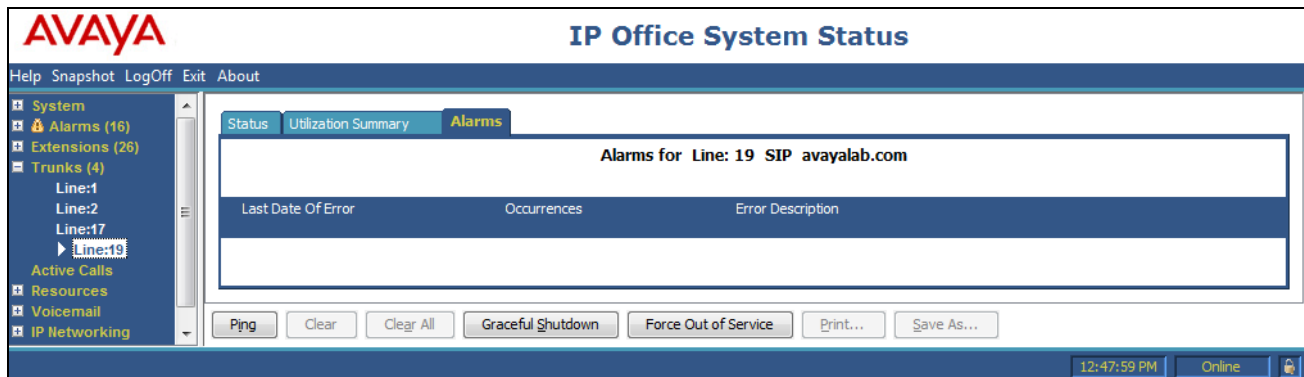 AVAYA
IP Office System Status
Help Snapshot LogOff Exit About
System
Alarms (16)
Extensions (26)
Trunks (4)
Line:1
Line:2
Line:17
Line:19
Active Calls
Resources
Voicemail
IP Networking
Status Utilization Summary Alarms
Alarms for Line: 19 SIP avayalab.com
Last Date Of Error Occurrences Error Description
Ping Clear Clear All Graceful Shutdown Force Out of Service Print... Save As...
12:47:59 PM Online